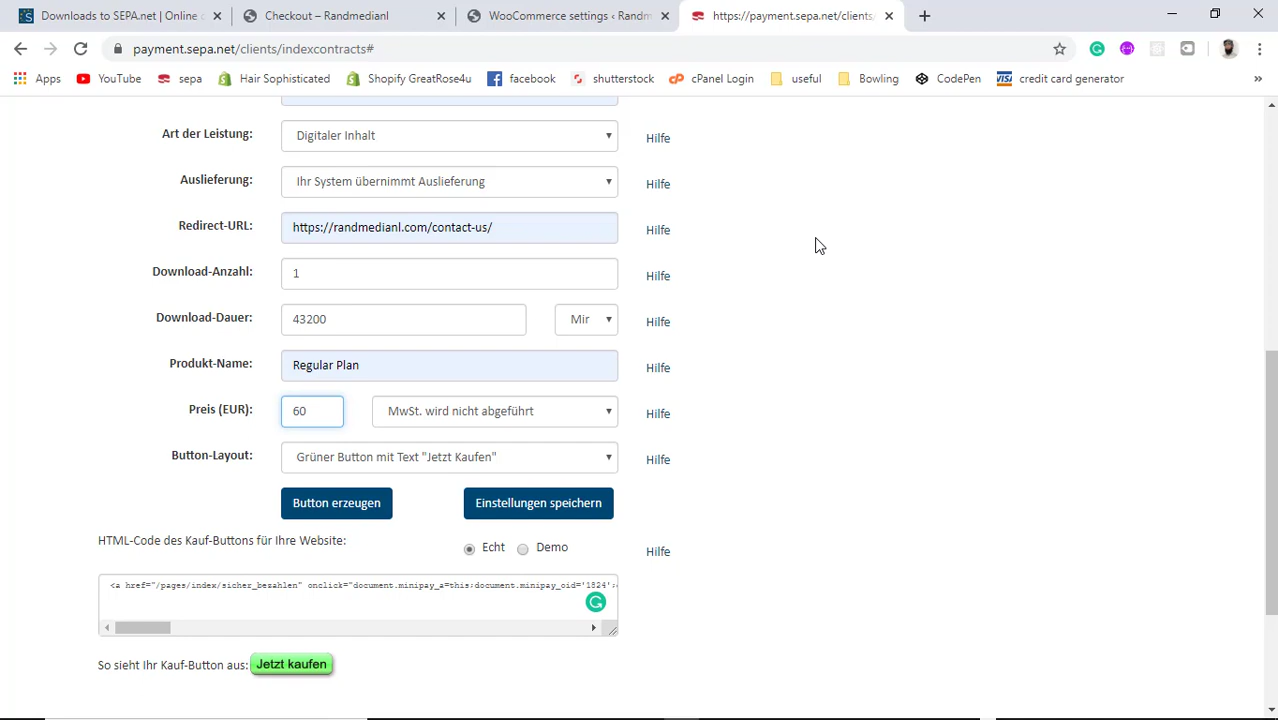 Downloads to SEPA.net | Online
Checkout – Randmedianl
WooCommerce settings ‹ Randm
https://payment.sepa.net/clients/
payment.sepa.net/clients/indexcontracts#
Apps YouTube sepa Hair Sophisticated Shopify GreatRose4u facebook shutterstock cPanel Login useful Bowling CodePen VISA credit card generator »
Art der Leistung: Digitaler Inhalt Hilfe
Auslieferung: Ihr System übernimmt Auslieferung Hilfe
Redirect-URL: https://randmedianl.com/contact-us/ Hilfe
Download-Anzahl: 1 Hilfe
Download-Dauer: 43200 Mir Hilfe
Produkt-Name: Regular Plan Hilfe
Preis (EUR): 60 MwSt. wird nicht abgeführt Hilfe
Button-Layout: Grüner Button mit Text "Jetzt Kaufen" Hilfe
Button erzeugen Einstellungen speichern
HTML-Code des Kauf-Buttons für Ihre Website: Echt Demo Hilfe
<a href="/pages/index/sicher_bezahlen" onclick="document.minipay_a=this;document.minipay_oid='1824';
So sieht Ihr Kauf-Button aus: Jetzt kaufen